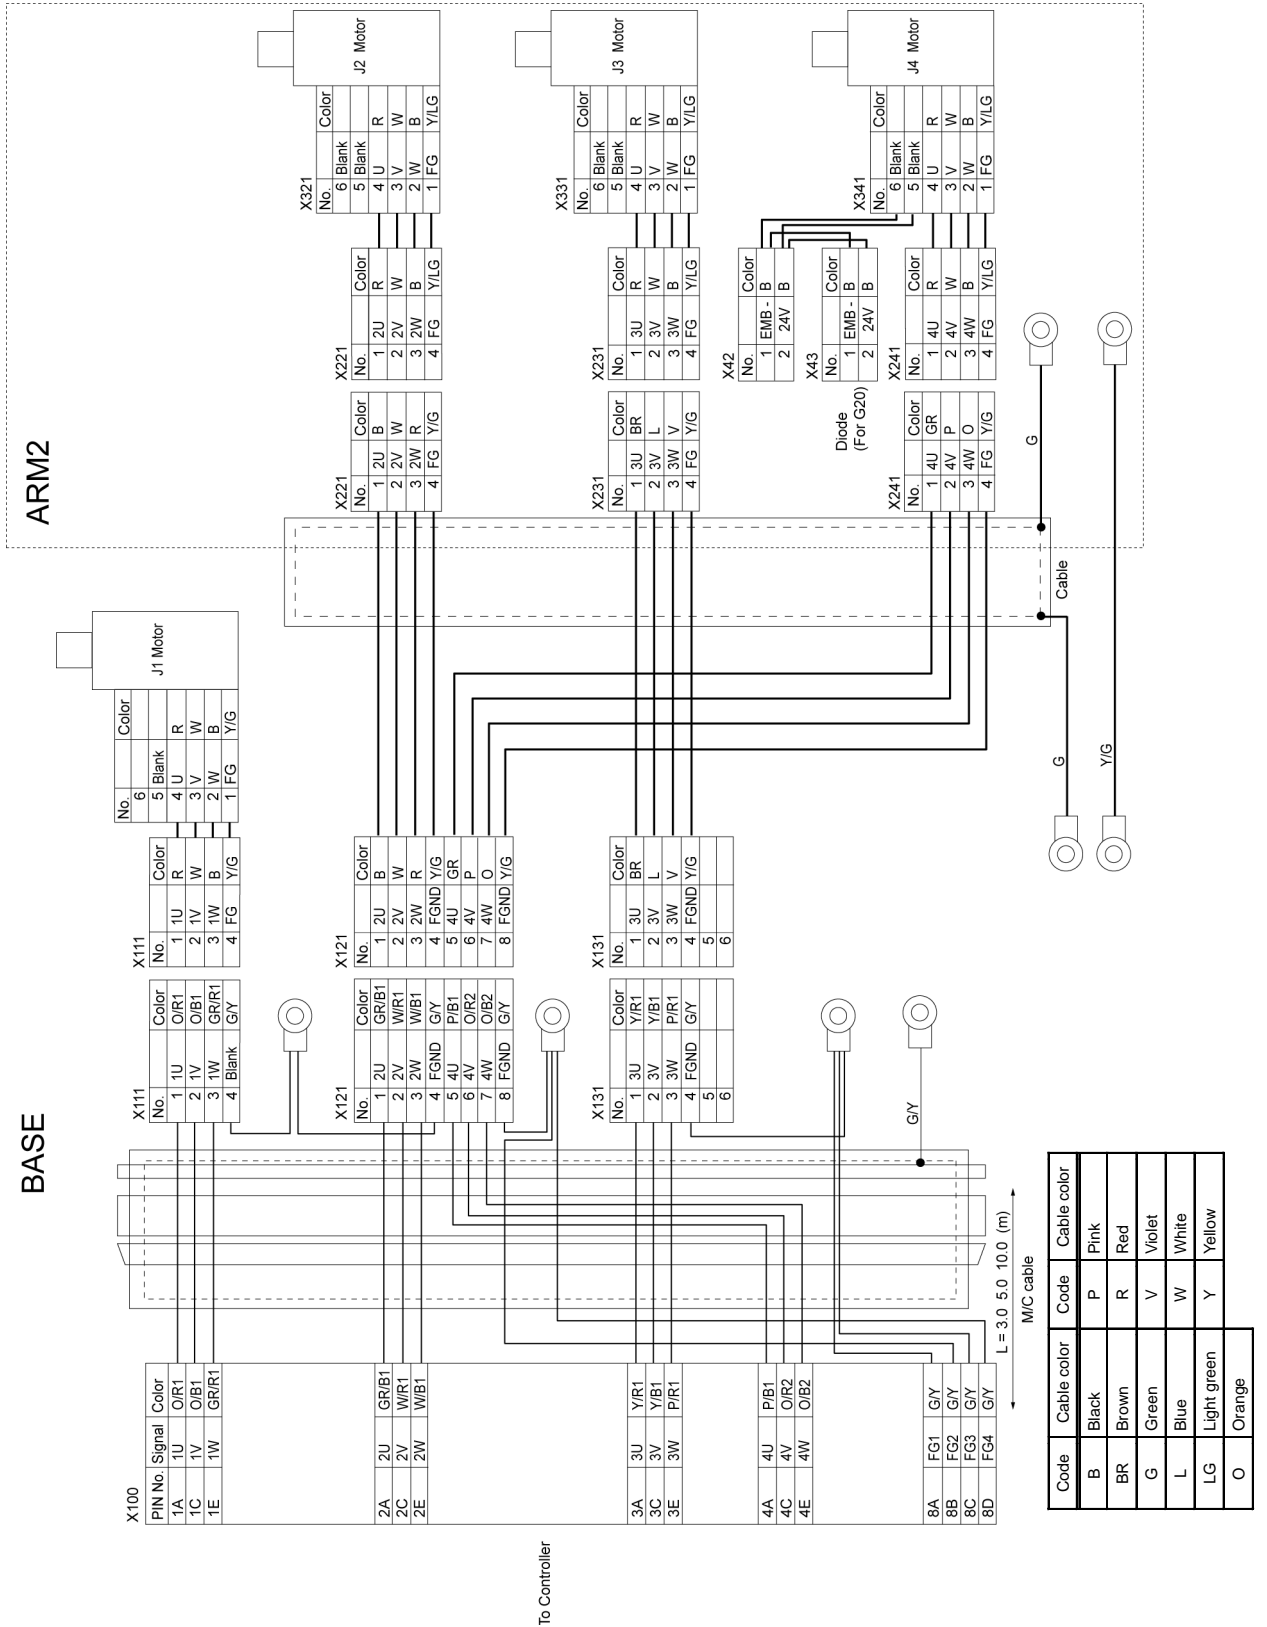 BASE
ARM2
To Controller
X100
PIN No. Signal Color
1A 1U O/R1
1C 1V O/B1
1E 1W GR/R1
2A 2U GR/B1
2C 2V W/R1
2E 2W W/B1
3A 3U Y/R1
3C 3V Y/B1
3E 3W P/R1
4A 4U P/B1
4C 4V O/R2
4E 4W O/B2
8A FG1 G/Y
8B FG2 G/Y
8C FG3 G/Y
8D FG4 G/Y
L = 3.0 5.0 10.0 (m)
M/C cable
G/Y
X111
No. Color
1 1U O/R1
2 1V O/B1
3 1W GR/R1
4 Blank G/Y
X121
No. Color
1 2U GR/B1
2 2V W/R1
3 2W W/B1
4 FGND G/Y
5 4U P/B1
6 4V O/R2
7 4W O/B2
8 FGND G/Y
X131
No. Color
1 3U Y/R1
2 3V Y/B1
3 3W P/R1
4 FGND G/Y
5
6
X111
No. Color
1 1U R
2 1V W
3 1W B
4 FG Y/G
X121
No. Color
1 2U B
2 2V W
3 2W R
4 FGND Y/G
5 4U GR
6 4V P
7 4W O
8 FGND Y/G
X131
No. Color
1 3U BR
2 3V L
3 3W V
4 FGND Y/G
5
6
No. Color
6
5 Blank
4 U R
3 V W
2 W B
1 FG Y/G
J1 Motor
G
Y/G
Cable
G
X221
No. Color
1 2U B
2 2V W
3 2W R
4 FG Y/G
X231
No. Color
1 3U BR
2 3V L
3 3W V
4 FG Y/G
X241
No. Color
1 4U GR
2 4V P
3 4W O
4 FG Y/G
Diode
(For G20)
X221
No. Color
1 2U R
2 2V W
3 2W B
4 FG Y/LG
X231
No. Color
1 3U R
2 3V W
3 3W B
4 FG Y/LG
X42
No. Color
1 EMB - B
2 24V B
X43
No. Color
1 EMB - B
2 24V B
X241
No. Color
1 4U R
2 4V W
3 4W B
4 FG Y/LG
X321
No. Color
6 Blank
5 Blank
4 U R
3 V W
2 W B
1 FG Y/LG
J2 Motor
X331
No. Color
6 Blank
5 Blank
4 U R
3 V W
2 W B
1 FG Y/LG
J3 Motor
X341
No. Color
6 Blank
5 Blank
4 U R
3 V W
2 W B
1 FG Y/LG
J4 Motor
Code Cable color Code Cable color
B Black P Pink
BR Brown R Red
G Green V Violet
L Blue W White
LG Light green Y Yellow
O Orange